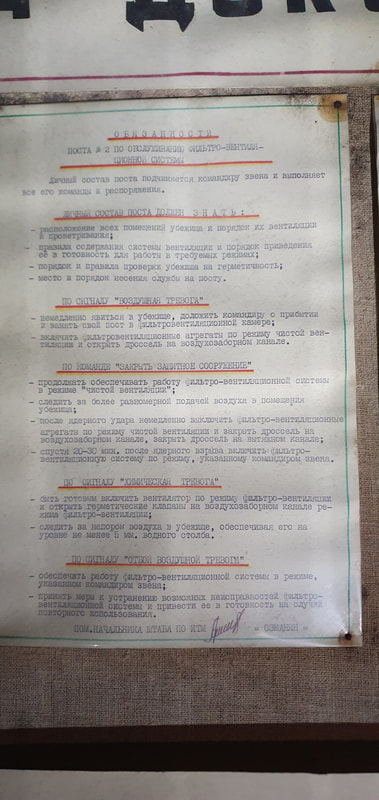 ДОК
ОБЯЗАННОСТИ
ПОСТА № 2 ПО ОБСЛУЖИВАНИЮ ФИЛЬТРО-ВЕНТИЛЯ-
ЦИОННОЙ СИСТЕМЫ
Личный состав поста подчиняется командиру звена и выполняет
все его команды и распоряжения.
ЛИЧНЫЙ СОСТАВ ПОСТА ДОЛЖЕН ЗНАТЬ:
- расположение всех помещений убежища и порядок их вентиляции
и проветривания;
- правила содержания системы вентиляции и порядок приведения
её в готовность для работы в требуемых режимах;
- порядок и правила проверки убежища на герметичность;
- место и порядок несения службы на посту.
ПО СИГНАЛУ "ВОЗДУШНАЯ ТРЕВОГА"
- немедленно явиться в убежище, доложить командиру о прибытии
и занять свой пост в фильтровентиляционной камере;
- включать фильтровентиляционные агрегаты по режиму чистой вен-
тиляции и открыть дроссель на воздухозаборном канале.
ПО КОМАНДЕ "ЗАКРЫТЬ ЗАЩИТНОЕ СООРУЖЕНИЕ"
- продолжать обеспечивать работу фильтро-вентиляционной системы
в режиме "чистой вентиляции";
- следить за более равномерной подачей воздуха в помещения
убежища;
- после ядерного удара немедленно выключить фильтро-вентиляционные
агрегаты по режиму чистой вентиляции и закрыть дроссель на
воздухозаборном канале, закрыть дроссель на вытяжном канале;
- спустя 20-30 мин. после ядерного взрыва включить фильтро-
вентиляционную систему по режиму, указанному командиром звена.
ПО СИГНАЛУ "ХИМИЧЕСКАЯ ТРЕВОГА"
- быть готовым включить вентилятор по режиму фильтро-вентиляции
и открыть герметические клапаны на воздухозаборном канале ре-
жима фильтровентиляции;
- следить за напором воздуха в убежище, обеспечивая его на
уровне не менее 5 мм. водного столба.
ПО СИГНАЛУ "ОТБОЙ ВОЗДУШНОЙ ТРЕВОГИ"
- обеспечить работу фильтро-вентиляционной системы в режиме,
указанном командиром звена;
- принять меры к устранению возможных неисправностей фильтро-
вентиляционной системы и привести ее в готовность на случай
повторного использования.
ПОМ.НАЧАЛЬНИКА ШТАБА ПО ИТМ - ОСМАНКИН -